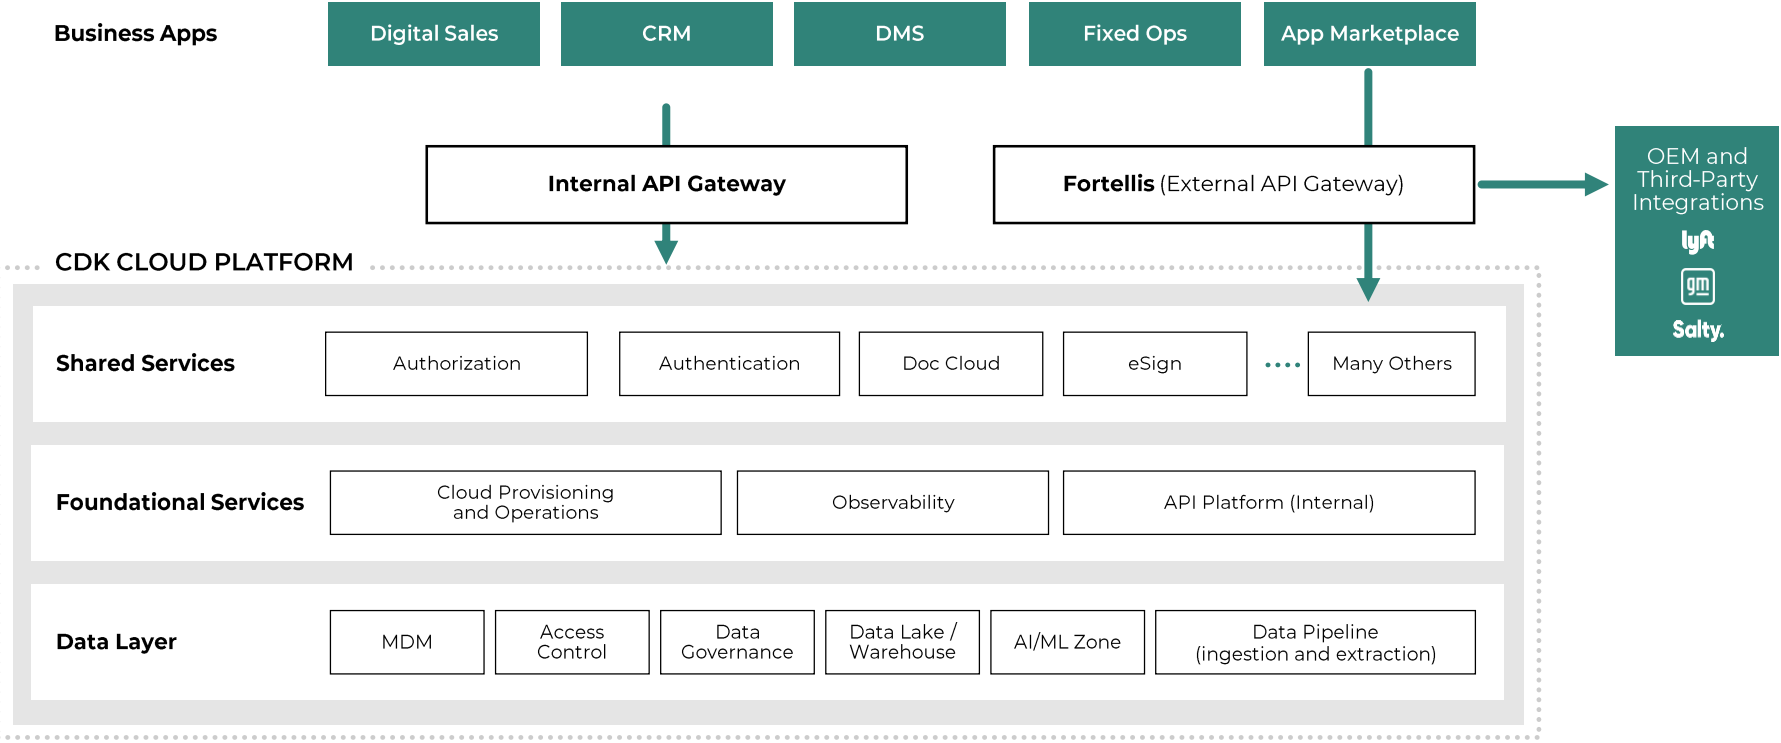 Business Apps
Digital Sales
CRM
DMS
Fixed Ops
App Marketplace
Internal API Gateway
Fortellis (External API Gateway)
OEM and
Third-Party
Integrations
lyft
gm
Salty.
CDK CLOUD PLATFORM
Shared Services
Authorization
Authentication
Doc Cloud
eSign
Many Others
Foundational Services
Cloud Provisioning
and Operations
Observability
API Platform (Internal)
Data Layer
MDM
Access
Control
Data
Governance
Data Lake /
Warehouse
AI/ML Zone
Data Pipeline
(ingestion and extraction)